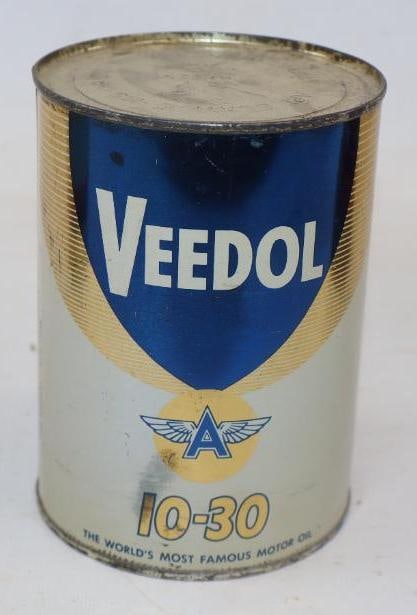 VEEDOL
A
10-30
THE WORLD'S MOST FAMOUS MOTOR OIL